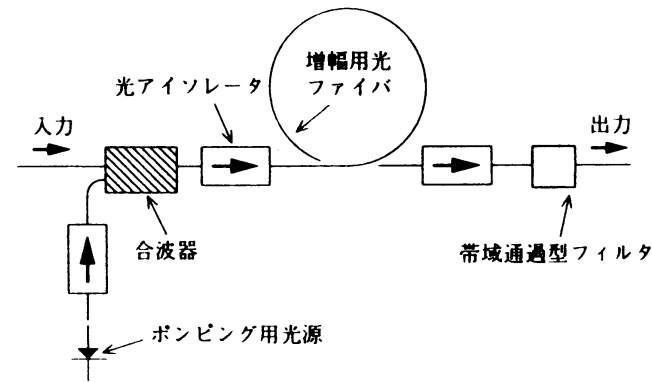 増幅用光
ファイバ
光アイソレータ
入力
出力
合波器
帯域通過型フィルタ
ポンピング用光源